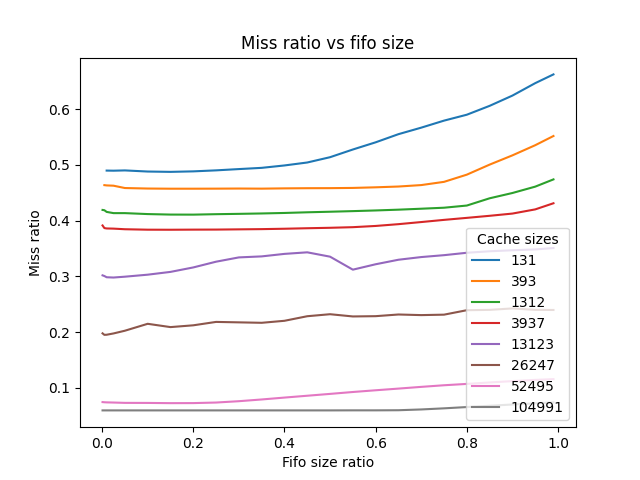 Miss ratio vs fifo size
Miss ratio
0.6
0.5
0.4
0.3
0.2
0.1
Cache sizes
131
393
1312
3937
13123
26247
52495
104991
0.0 0.2 0.4 0.6 0.8 1.0
Fifo size ratio